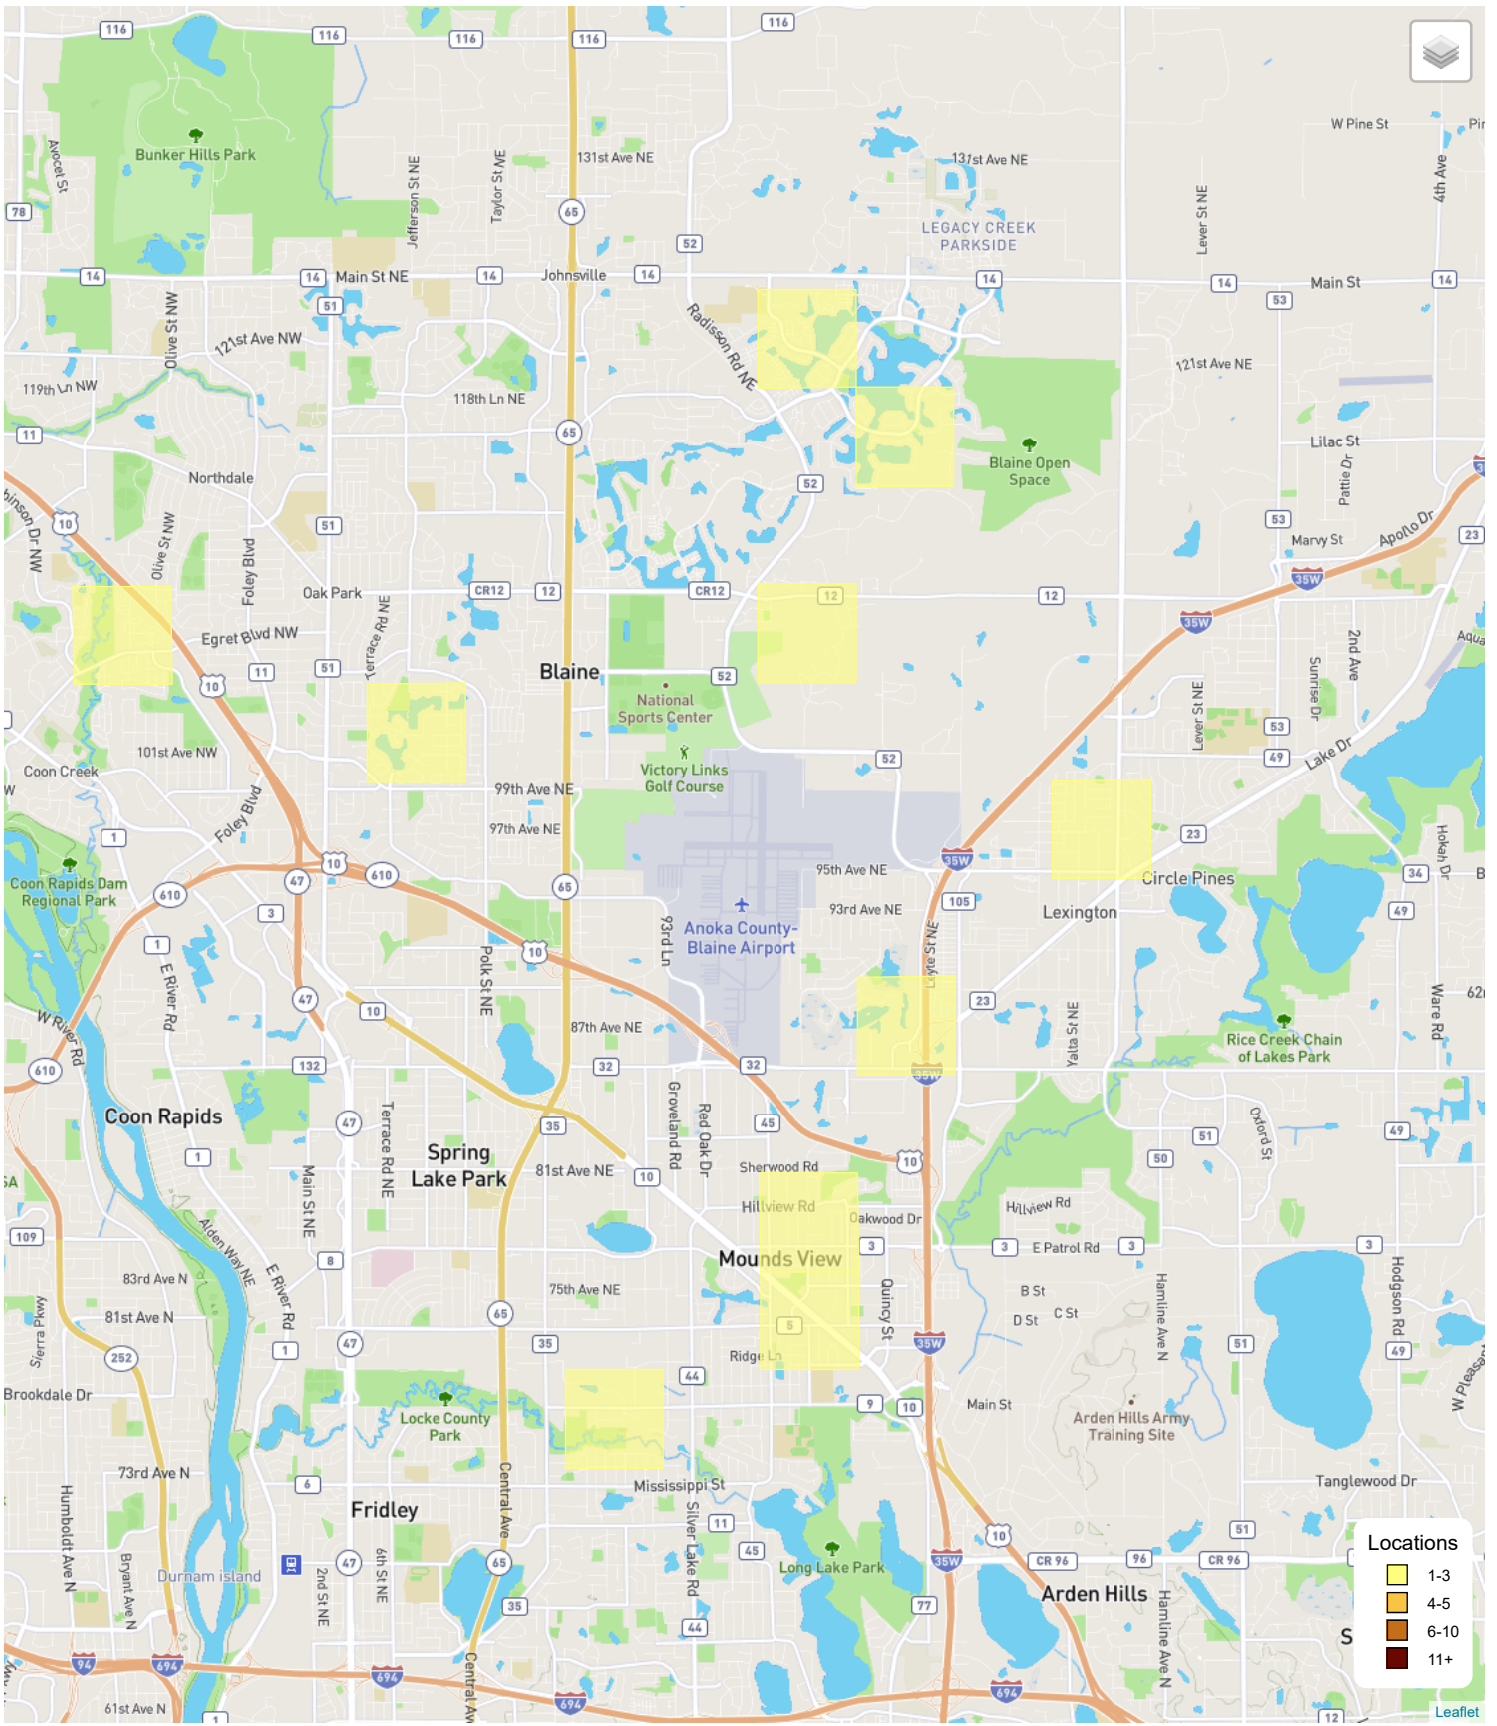 116
116
116
116
116
Bunker Hills Park
Avocet St
Jefferson St NE
Taylor St NE
131st Ave NE
131st Ave NE
W Pine St
4th Ave
Lever St NE
78
65
52
LEGACY CREEK
PARKSIDE
14
14
Main St NE
14
Johnsville
14
14
14
Main St
14
51
53
Olive St NW
121st Ave NW
Radisson Rd NE
119th Ln NW
118th Ln NE
121st Ave NE
11
65
Lilac St
Northdale
52
Blaine Open
Space
Pattie Dr
10
51
Olive St NW
Foley Blvd
53
Marvy St
Apollo Dr
23
35W
Oak Park
CR12
12
CR12
12
12
12
35W
Terrace Rd NE
Egret Blvd NW
11
51
10
Blaine
52
National
Sports Center
2nd Ave
Sunrise Dr
Lever St NE
53
49
Lake Dr
101st Ave NW
Coon Creek
Victory Links
Golf Course
52
99th Ave NE
97th Ave NE
Foley Blvd
1
23
Hokah Dr
Coon Rapids Dam
Regional Park
610
10
47
610
65
95th Ave NE
35W
Circle Pines
34
3
93rd Ave NE
105
Lexington
49
93rd Ln
Anoka County-
Blaine Airport
1
E River Rd
Polk St NE
10
Leyte St NE
47
10
23
W River Rd
87th Ave NE
Yalta St NE
Ware Rd
Rice Creek Chain
of Lakes Park
610
132
32
32
35W
Coon Rapids
47
Terrace Rd NE
35
Groveland Rd
Red Oak Dr
45
51
Oxford St
49
1
Spring
Lake Park
81st Ave NE
10
Sherwood Rd
10
50
Main St NE
Hillview Rd
Oakwood Dr
Hillview Rd
109
Alden Way NE
8
Mounds View
3
3
E Patrol Rd
3
3
83rd Ave N
E River Rd
75th Ave NE
Quincy St
B St
C St
D St
Hamline Ave N
Hodgson Rd
81st Ave N
Sierra Pkwy
65
5
35W
51
252
1
47
35
Ridge Ln
49
Brookdale Dr
44
9
10
Main St
Locke County
Park
Arden Hills Army
Training Site
73rd Ave N
6
Mississippi St
Tanglewood Dr
Humboldt Ave N
Fridley
Central Ave
Silver Lake Rd
11
10
51
Bryant Ave N
Durnam island
2nd St NE
47
6th St NE
65
45
Long Lake Park
35W
CR 96
96
CR 96
35
77
Arden Hills
Hamline Ave N
44
94
694
694
694
694
61st Ave N
1
12
Locations
1-3
4-5
6-10
11+
Leaflet